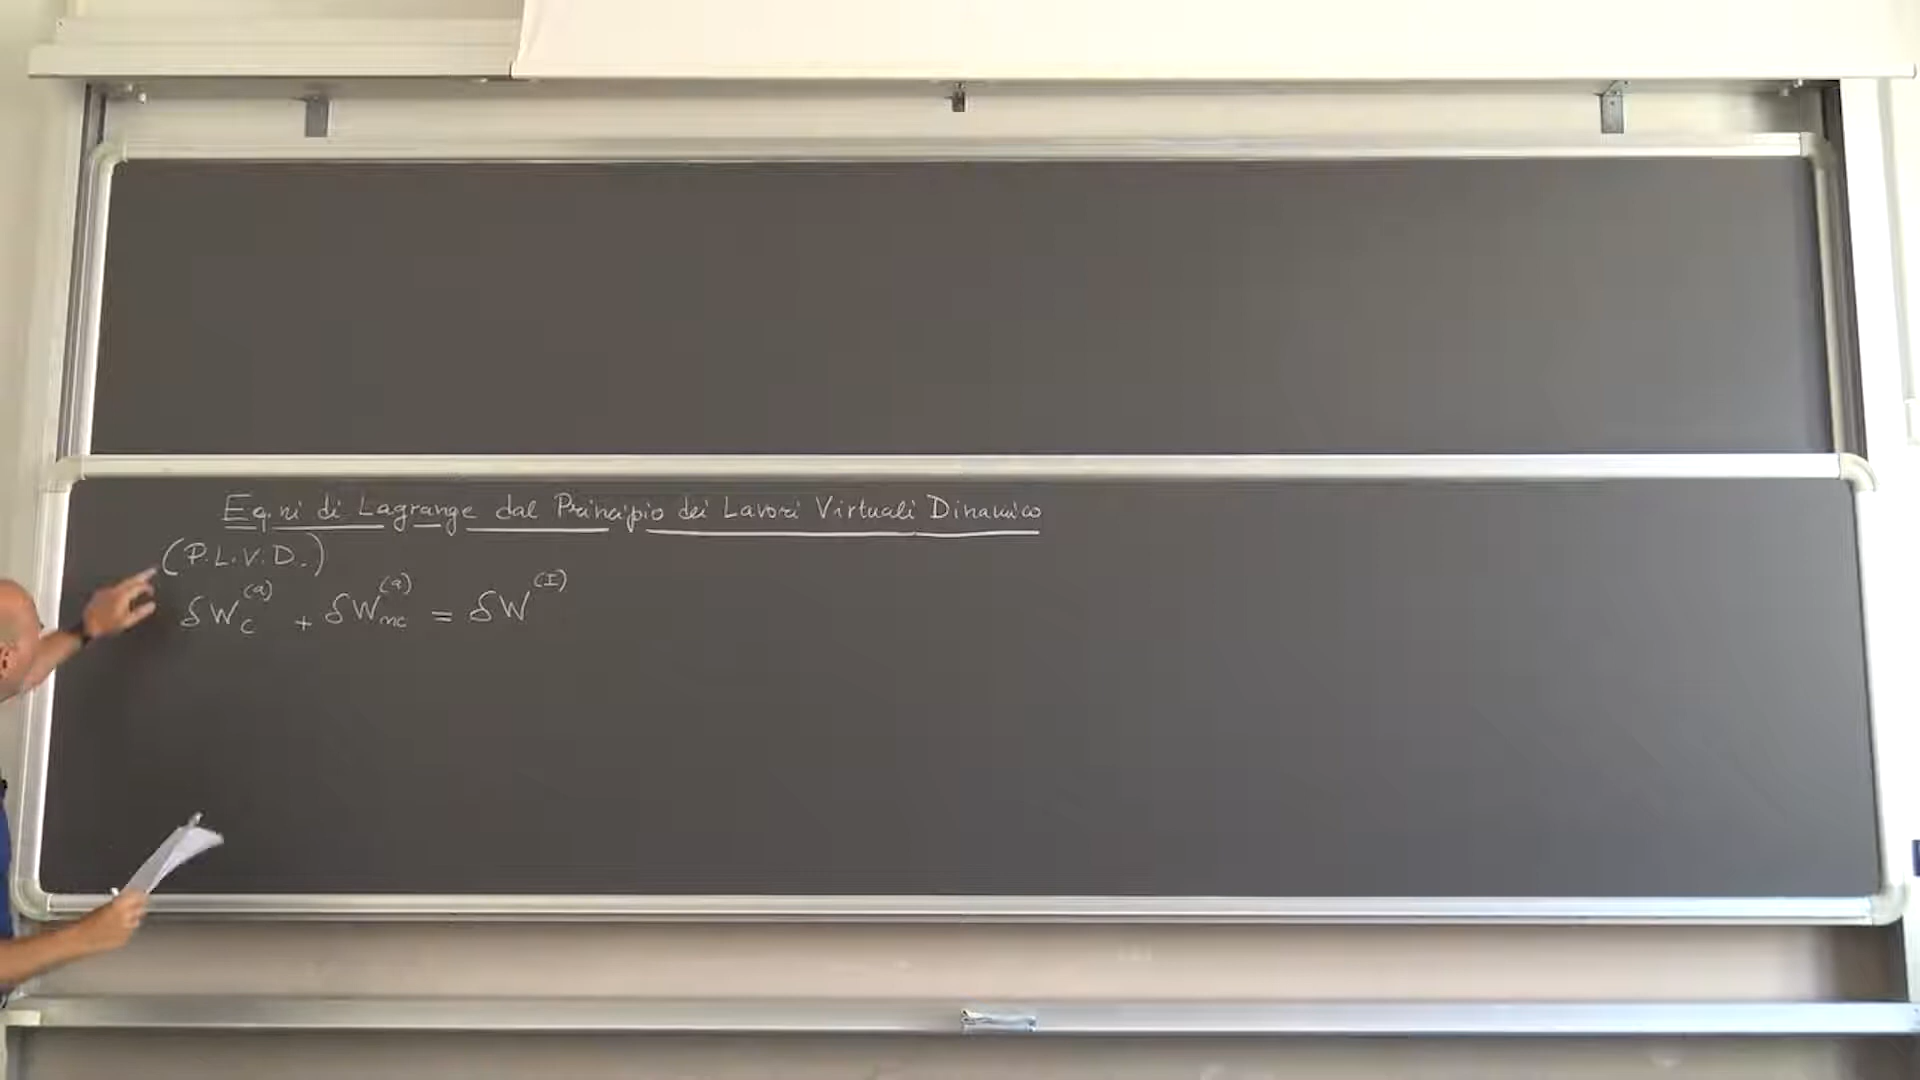 Eq.ni di Lagrange dal Principio dei Lavori Virtuali Dinamico
(P.L.V.D.)
δW_c^(a) + δW_nc^(a) = δW^(I)